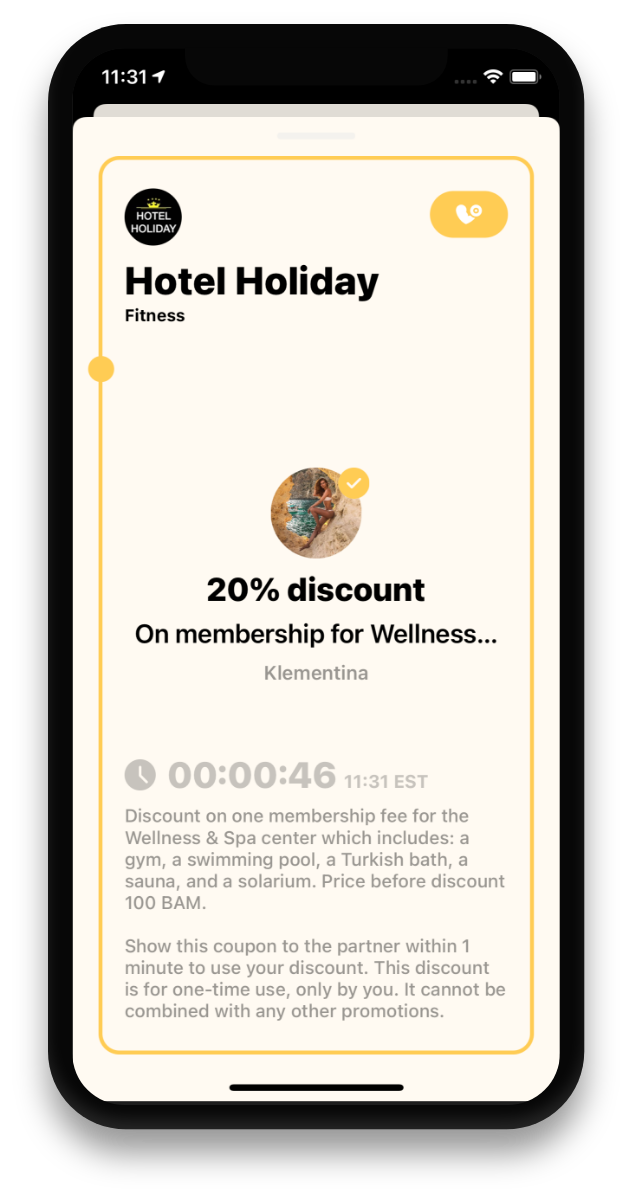 11:31
HOTEL
HOLIDAY
Hotel Holiday
Fitness
20% discount
On membership for Wellness...
Klementina
00:00:46 11:31 EST
Discount on one membership fee for the
Wellness & Spa center which includes: a
gym, a swimming pool, a Turkish bath, a
sauna, and a solarium. Price before discount
100 BAM.
Show this coupon to the partner within 1
minute to use your discount. This discount
is for one-time use, only by you. It cannot be
combined with any other promotions.